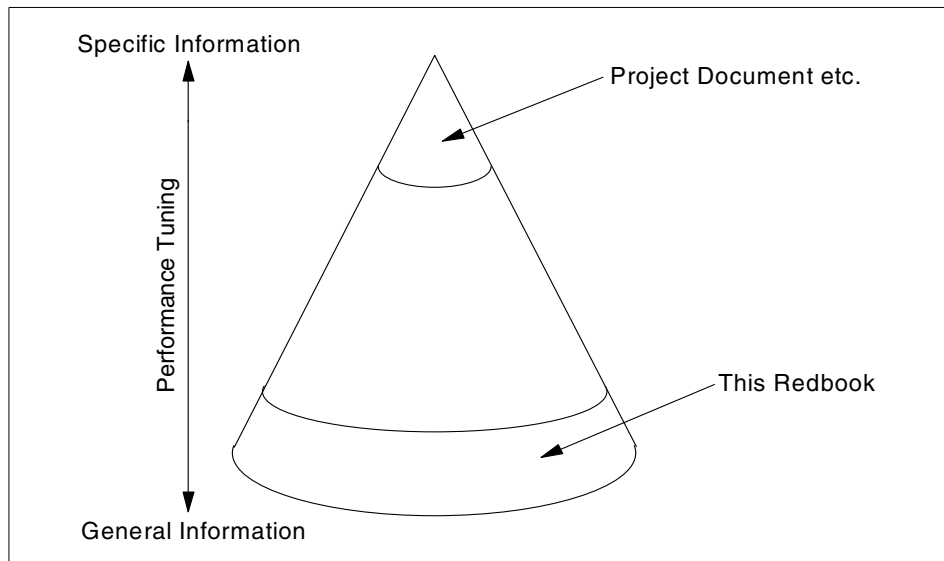 Specific Information
Project Document etc.
Performance Tuning
This Redbook
General Information